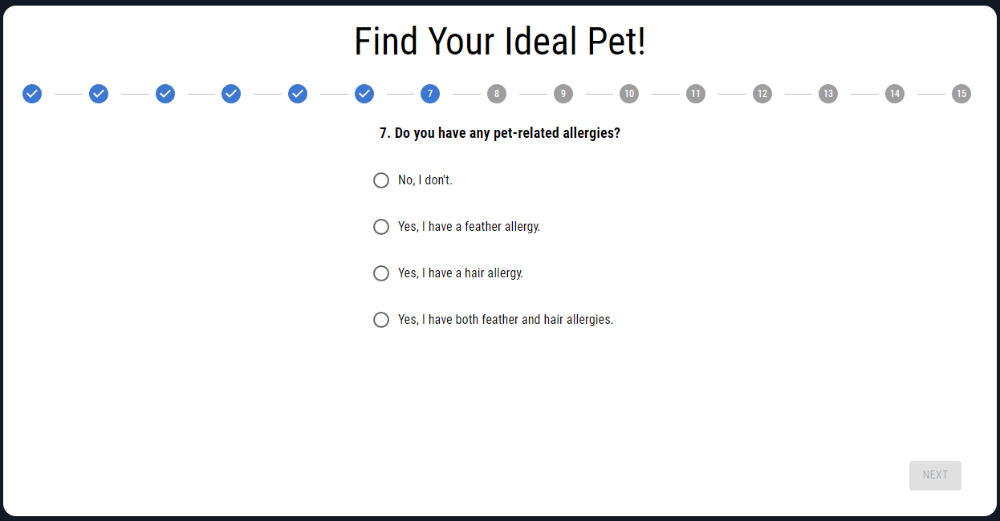 Find Your Ideal Pet!
7 8 9 10 11 12 13 14 15
7. Do you have any pet-related allergies?
No, I don't.
Yes, I have a feather allergy.
Yes, I have a hair allergy.
Yes, I have both feather and hair allergies.
NEXT